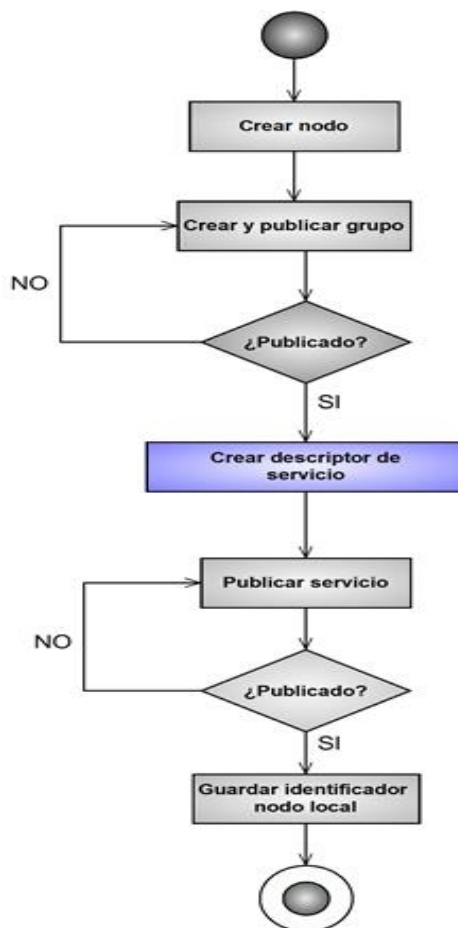 Crear nodo
Crear y publicar grupo
NO
¿Publicado?
SI
Crear descriptor de
servicio
Publicar servicio
NO
¿Publicado?
SI
Guardar identificador
nodo local